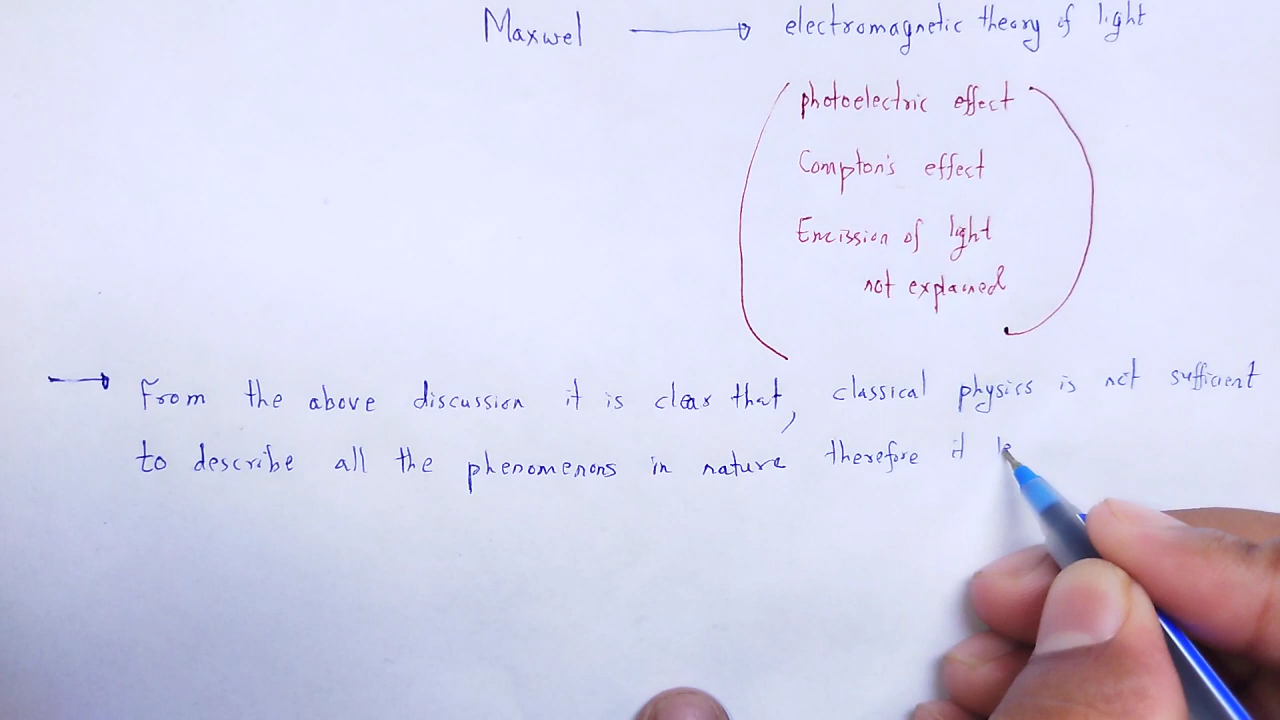 Maxwel electromagnetic theory of light
photoelectric effect
Compton's effect
Emission of light
not explained
From the above discussion it is clear that, classical physics is not sufficient
to describe all the phenomenons in nature therefore it